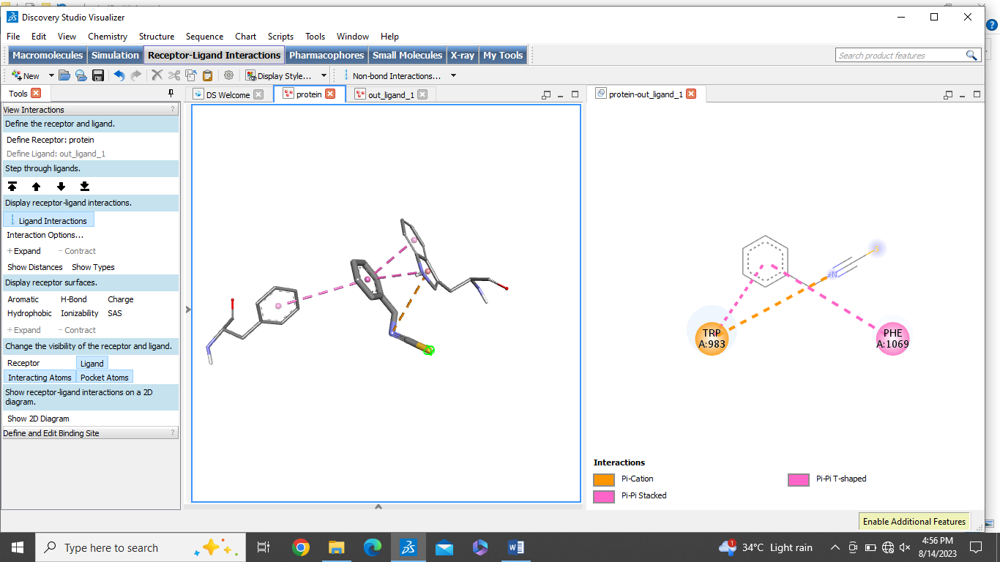 Discovery Studio Visualizer
File Edit View Chemistry Structure Sequence Chart Scripts Tools Window Help
Macromolecules Simulation Receptor-Ligand Interactions Pharmacophores Small Molecules X-ray My Tools
Search product features
New Display Style... Non-bond Interactions...
Tools
DS Welcome protein out_ligand_1
protein-out_ligand_1
View Interactions ?
Define the receptor and ligand.
Define Receptor: protein
Define Ligand: out_ligand_1
Step through ligands.
Display receptor-ligand interactions.
Ligand Interactions
Interaction Options...
+ Expand - Contract
Show Distances Show Types
Display receptor surfaces.
Aromatic H-Bond Charge
Hydrophobic Ionizability SAS
+ Expand - Contract
Change the visibility of the receptor and ligand.
Receptor Ligand
Interacting Atoms Pocket Atoms
Show receptor-ligand interactions on a 2D
diagram.
Show 2D Diagram
Define and Edit Binding Site ?
+N
TRP
A:983
PHE
A:1069
Interactions
Pi-Cation
Pi-Pi Stacked
Pi-Pi T-shaped
Enable Additional Features
Type here to search
1
34°C Light rain
4:56 PM
8/14/2023